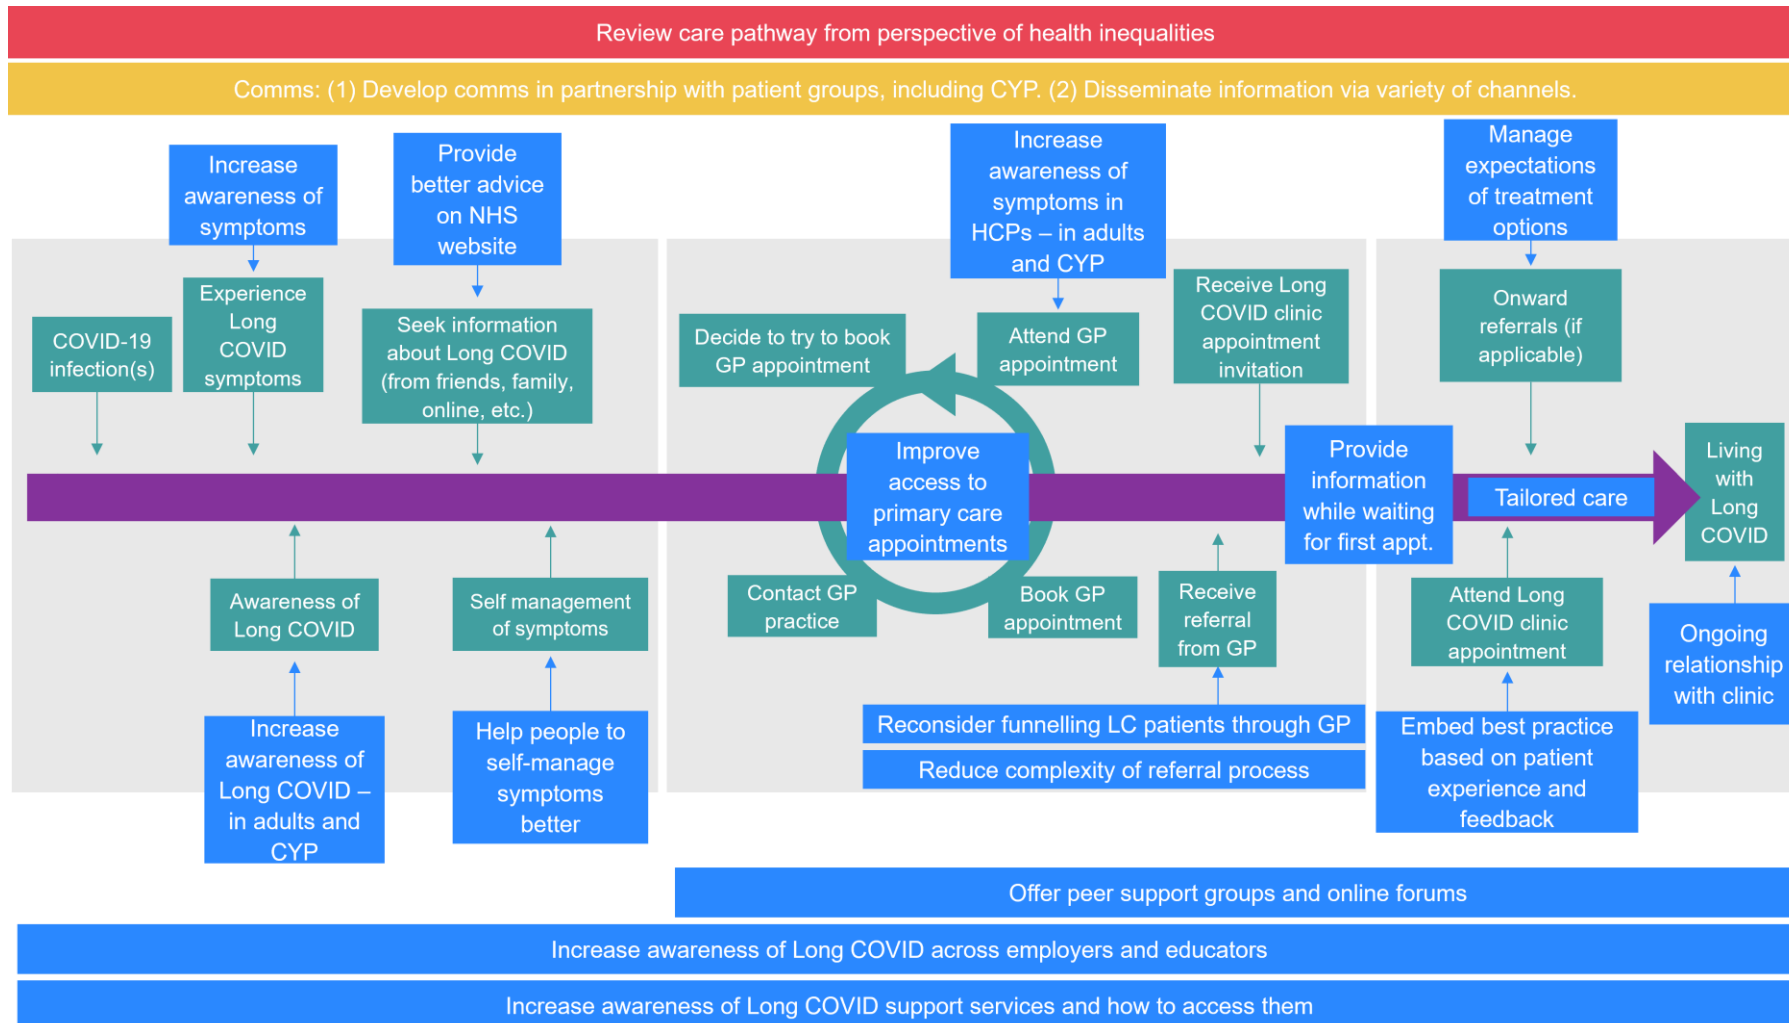 Review care pathway from perspective of health inequalities
Comms: (1) Develop comms in partnership with patient groups, including CYP. (2) Disseminate information via variety of channels.
Increase
awareness of
symptoms
Provide
better advice
on NHS
website
Increase
awareness of
symptoms in
HCPs – in adults
and CYP
Manage
expectations
of treatment
options
COVID-19
infection(s)
Experience
Long
COVID
symptoms
Seek information
about Long COVID
(from friends, family,
online, etc.)
Decide to try to book
GP appointment
Attend GP
appointment
Receive Long
COVID clinic
appointment
invitation
Onward
referrals (if
applicable)
Improve
access to
primary care
appointments
Provide
information
while waiting
for first appt.
Tailored care
Living
with
Long
COVID
Awareness of
Long COVID
Self management
of symptoms
Contact GP
practice
Book GP
appointment
Receive
referral
from GP
Attend Long
COVID clinic
appointment
Ongoing
relationship
with clinic
Increase
awareness of
Long COVID –
in adults and
CYP
Help people to
self-manage
symptoms
better
Reconsider funnelling LC patients through GP
Reduce complexity of referral process
Embed best practice
based on patient
experience and
feedback
Offer peer support groups and online forums
Increase awareness of Long COVID across employers and educators
Increase awareness of Long COVID support services and how to access them